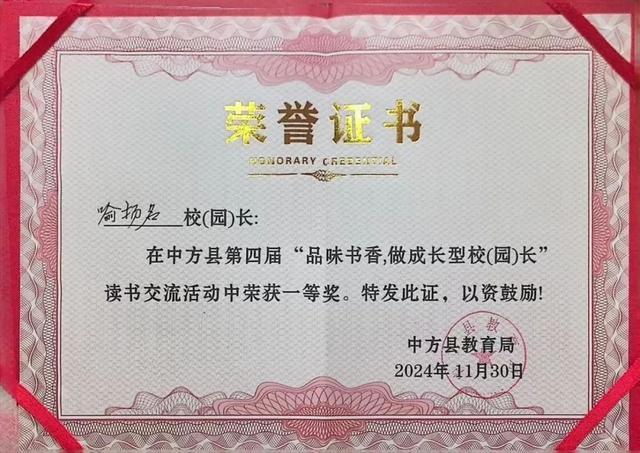 荣誉证书
HONORARY CREDENTIAL
喻扬名 校(园)长:
在中方县第四届“品味书香,做成长型校(园)长”
读书交流活动中荣获一等奖。特发此证，以资鼓励!
中方县教育局
2024年11月30日